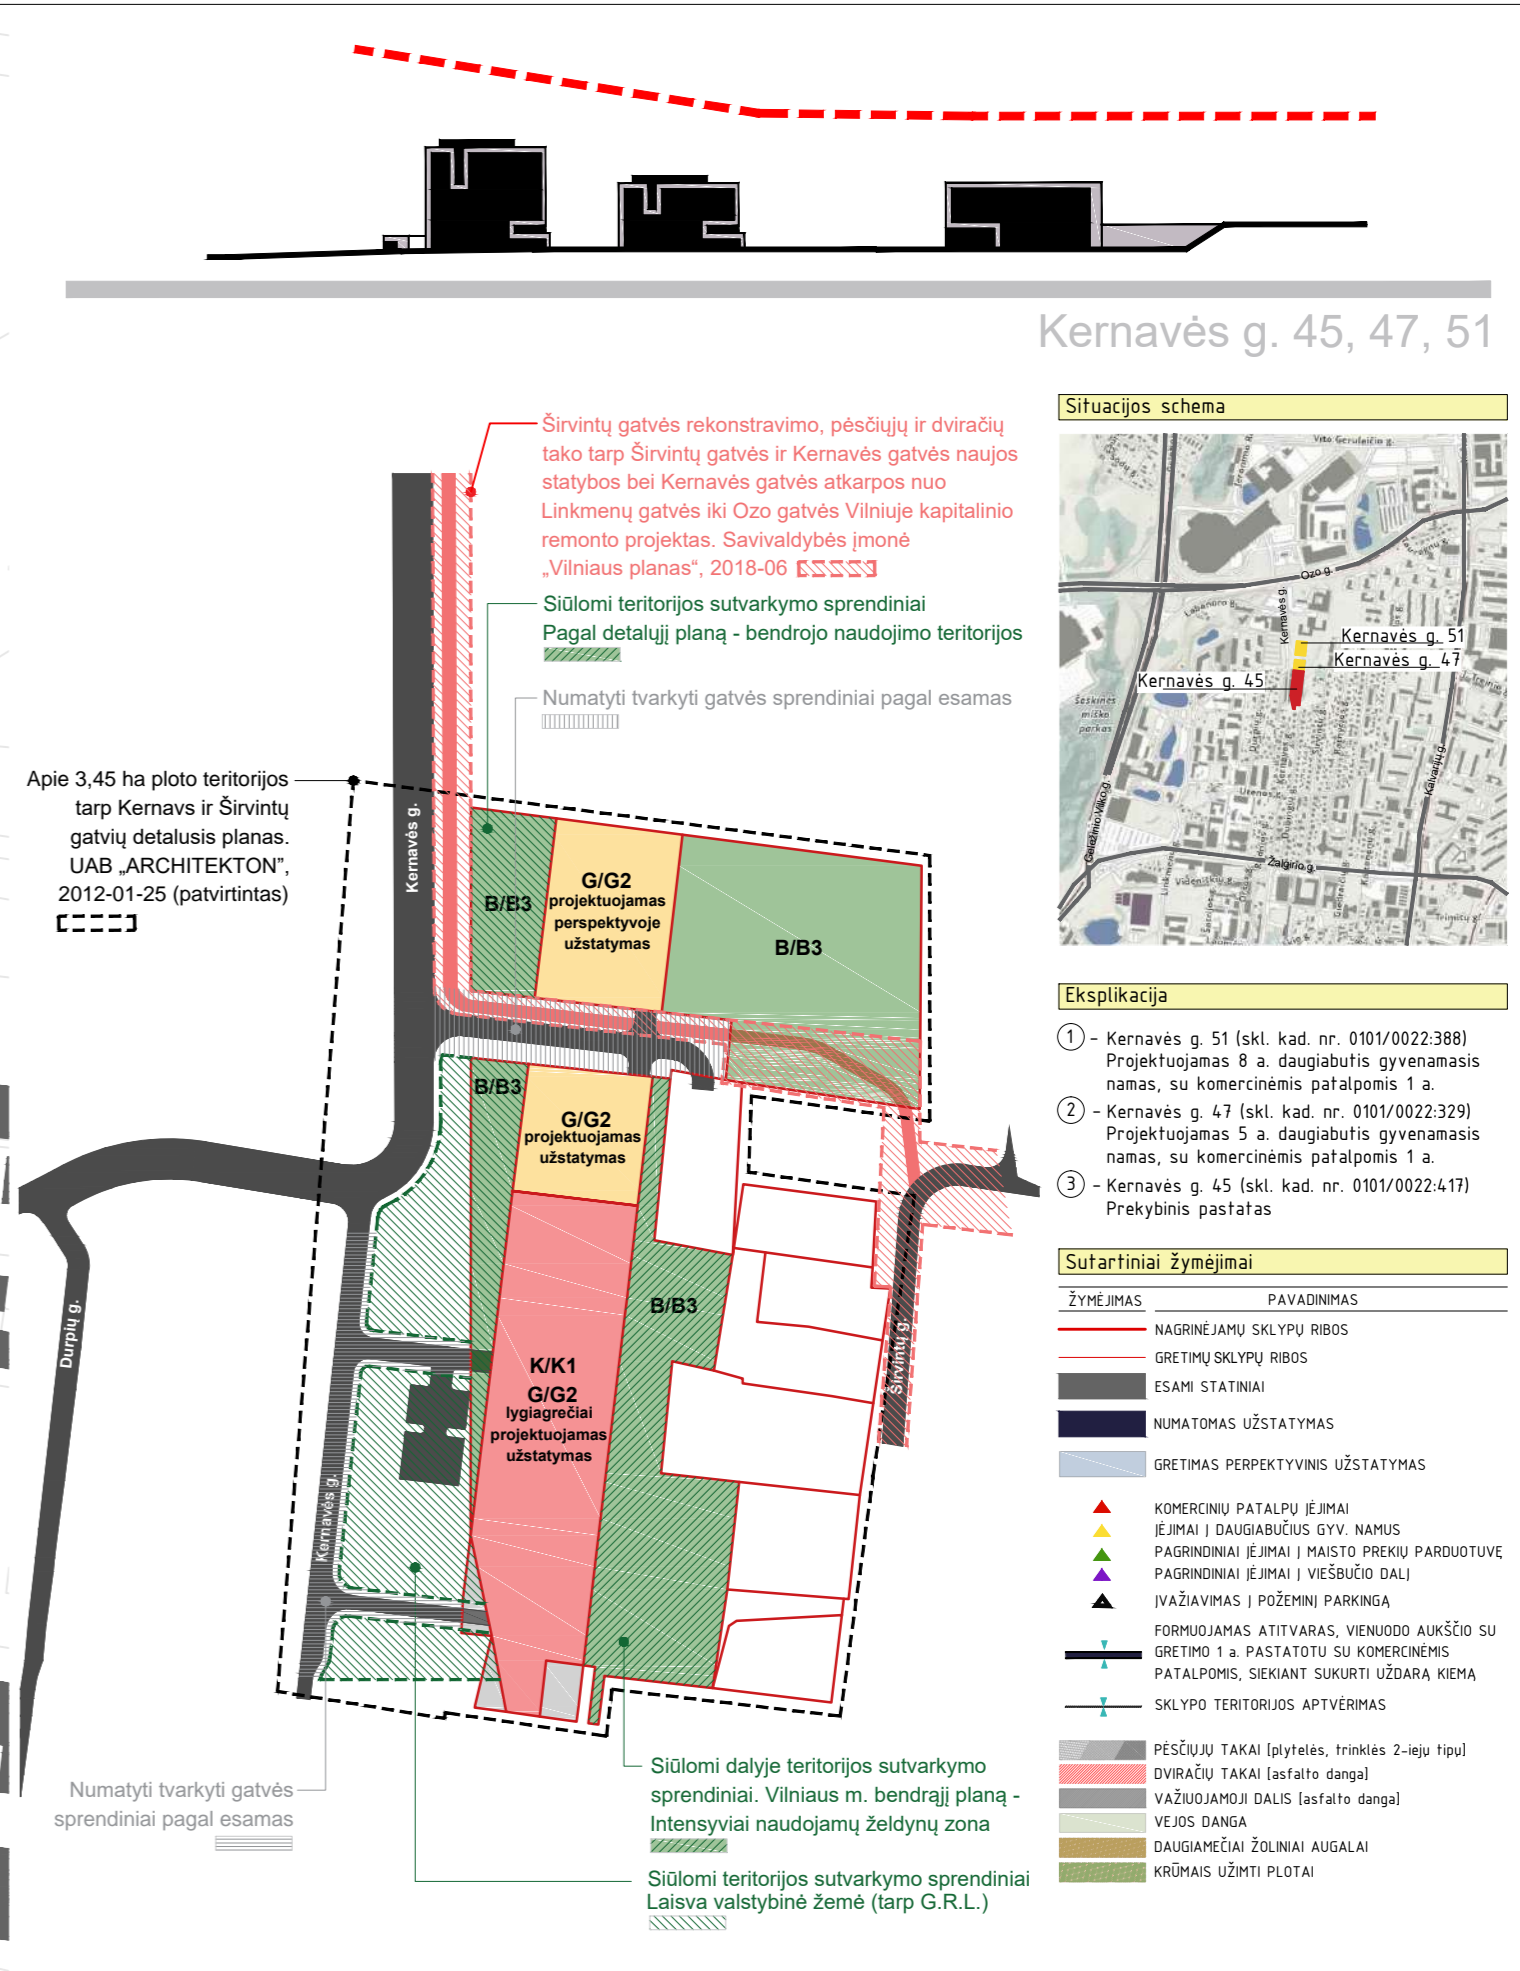 Kernavės g. 45, 47, 51
Širvintų gatvės rekonstravimo, pėsčiųjų ir dviračių
tako tarp Širvintų gatvės ir Kernavės gatvės naujos
statybos bei Kernavės gatvės atkarpos nuo
Linkmenų gatvės iki Ozo gatvės Vilniuje kapitalinio
remonto projektas. Savivaldybės įmonė
„Vilniaus planas“, 2018-06
Siūlomi teritorijos sutvarkymo sprendiniai
Pagal detalųjį planą - bendrojo naudojimo teritorijos
Numatyti tvarkyti gatvės sprendiniai pagal esamas
Apie 3,45 ha ploto teritorijos
tarp Kernavs ir Širvintų
gatvių detalusis planas.
UAB „ARCHITEKTON”,
2012-01-25 (patvirtintas)
Kernavės g.
B/B3
G/G2
projektuojamas
perspektyvoje
užstatymas
B/B3
B/B3
G/G2
projektuojamas
užstatymas
B/B3
K/K1
G/G2
lygiagrečiai
projektuojamas
užstatymas
Durpių g.
Kernavės g.
Širvintų g.
Numatyti tvarkyti gatvės
sprendiniai pagal esamas
Siūlomi dalyje teritorijos sutvarkymo
sprendiniai. Vilniaus m. bendrąjį planą -
Intensyviai naudojamų želdynų zona
Siūlomi teritorijos sutvarkymo sprendiniai
Laisva valstybinė žemė (tarp G.R.L.)
Situacijos schema
Vito Gerulaičio g.
Ozo g.
Labanoro g.
Kernavės g.
Kernavės g. 51
Kernavės g. 47
Kernavės g. 45
Šeškinės
miško
parkas
Geležinio Vilko g.
Kalvarijų g.
Utenos g.
Žalgirio g.
Trimitų g.
Eksplikacija
1 - Kernavės g. 51 (skl. kad. nr. 0101/0022:388)
Projektuojamas 8 a. daugiabutis gyvenamasis
namas, su komercinėmis patalpomis 1 a.
2 - Kernavės g. 47 (skl. kad. nr. 0101/0022:329)
Projektuojamas 5 a. daugiabutis gyvenamasis
namas, su komercinėmis patalpomis 1 a.
3 - Kernavės g. 45 (skl. kad. nr. 0101/0022:417)
Prekybinis pastatas
Sutartiniai žymėjimai
ŽYMĖJIMAS PAVADINIMAS
NAGRINĖJAMŲ SKLYPŲ RIBOS
GRETIMŲ SKLYPŲ RIBOS
ESAMI STATINIAI
NUMATOMAS UŽSTATYMAS
GRETIMAS PERPEKTYVINIS UŽSTATYMAS
KOMERCINIŲ PATALPŲ ĮĖJIMAI
ĮĖJIMAI Į DAUGIABUČIUS GYV. NAMUS
PAGRINDINIAI ĮĖJIMAI Į MAISTO PREKIŲ PARDUOTUVĘ
PAGRINDINIAI ĮĖJIMAI Į VIEŠBUČIO DALĮ
ĮVAŽIAVIMAS Į POŽEMINĮ PARKINGĄ
FORMUOJAMAS ATITVARAS, VIENUODO AUKŠČIO SU
GRETIMO 1 a. PASTATOTU SU KOMERCINĖMIS
PATALPOMIS, SIEKIANT SUKURTI UŽDARĄ KIEMĄ
SKLYPO TERITORIJOS APTVĖRIMAS
PĖSČIŲJŲ TAKAI [plytelės, trinklės 2-iejų tipų]
DVIRAČIŲ TAKAI [asfalto danga]
VAŽIUOJAMOJI DALIS [asfalto danga]
VEJOS DANGA
DAUGIAMEČIAI ŽOLINIAI AUGALAI
KRŪMAIS UŽIMTI PLOTAI